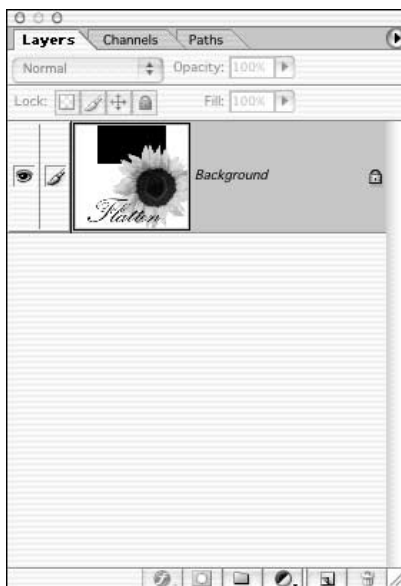 Layers Channels Paths
Normal Opacity: 100%
Lock: Fill: 100%
Background
Flatten